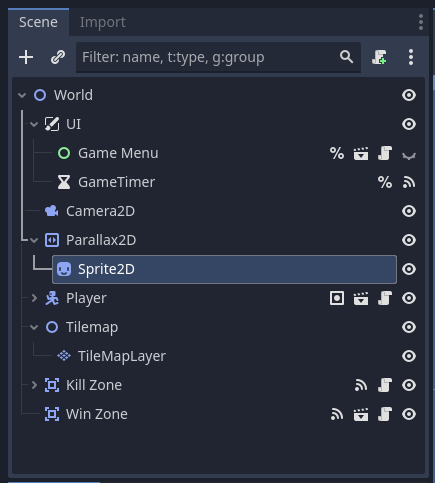 Scene Import
Filter: name, t:type, g:group
World
UI
Game Menu %
GameTimer %
Camera2D
Parallax2D
Sprite2D
Player
Tilemap
TileMapLayer
Kill Zone
Win Zone